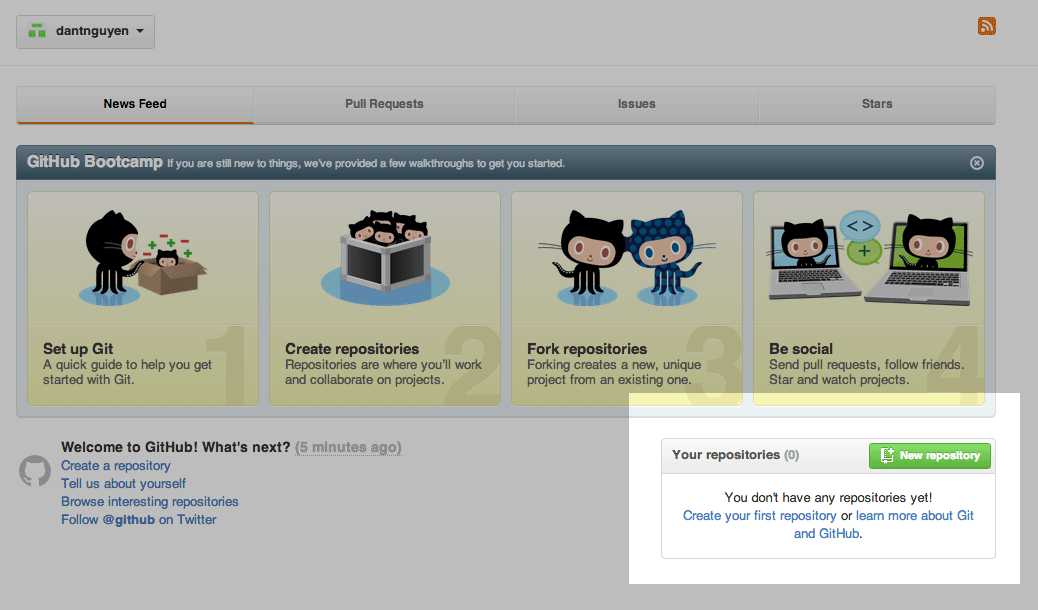 dantnguyen
News Feed
Pull Requests
Issues
Stars
GitHub Bootcamp If you are still new to things, we've provided a few walkthroughs to get you started.
1
Set up Git
A quick guide to help you get
started with Git.
2
Create repositories
Repositories are where you'll work
and collaborate on projects.
3
Fork repositories
Forking creates a new, unique
project from an existing one.
<>
+
4
Be social
Send pull requests, follow friends.
Star and watch projects.
Welcome to GitHub! What's next? (5 minutes ago)
Create a repository
Tell us about yourself
Browse interesting repositories
Follow @github on Twitter
Your repositories (0)
New repository
You don't have any repositories yet!
Create your first repository or learn more about Git
and GitHub.